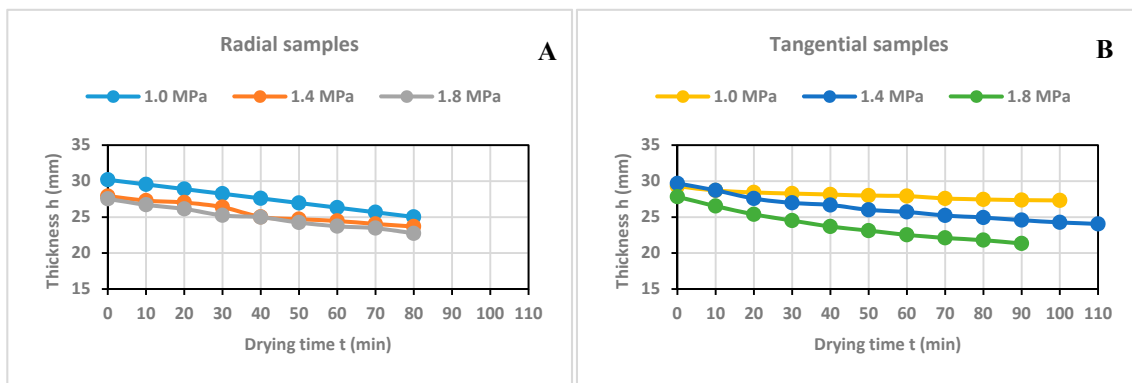 Radial samples
A
1.0 MPa 1.4 MPa 1.8 MPa
Thickness h (mm)
35
30
25
20
15
0 10 20 30 40 50 60 70 80 90 100 110
Drying time t (min)
Tangential samples
B
1.0 MPa 1.4 MPa 1.8 MPa
Thickness h (mm)
35
30
25
20
15
0 10 20 30 40 50 60 70 80 90 100 110
Drying time t (min)